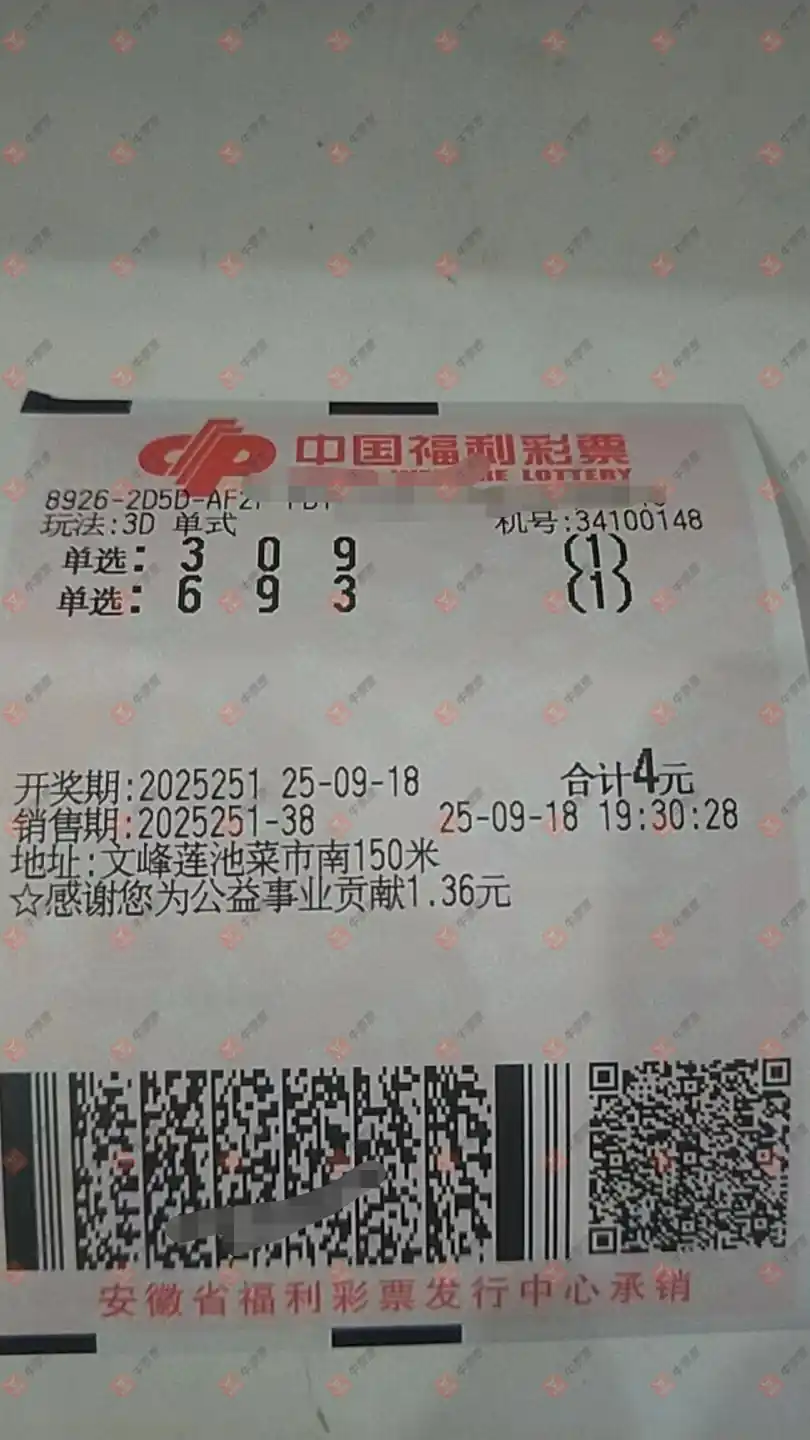 中国福利彩票
LOTTERY
8926-2D5D-AF2
玩法:3D 单式 机号:34100148
单选: 3 0 9 (1)
单选: 6 9 3 (1)
开奖期:2025251 25-09-18 合计4元
销售期:2025251-38 25-09-18 19:30:28
地址:文峰莲池菜市南150米
☆感谢您为公益事业贡献1.36元
安徽省福利彩票发行中心承销